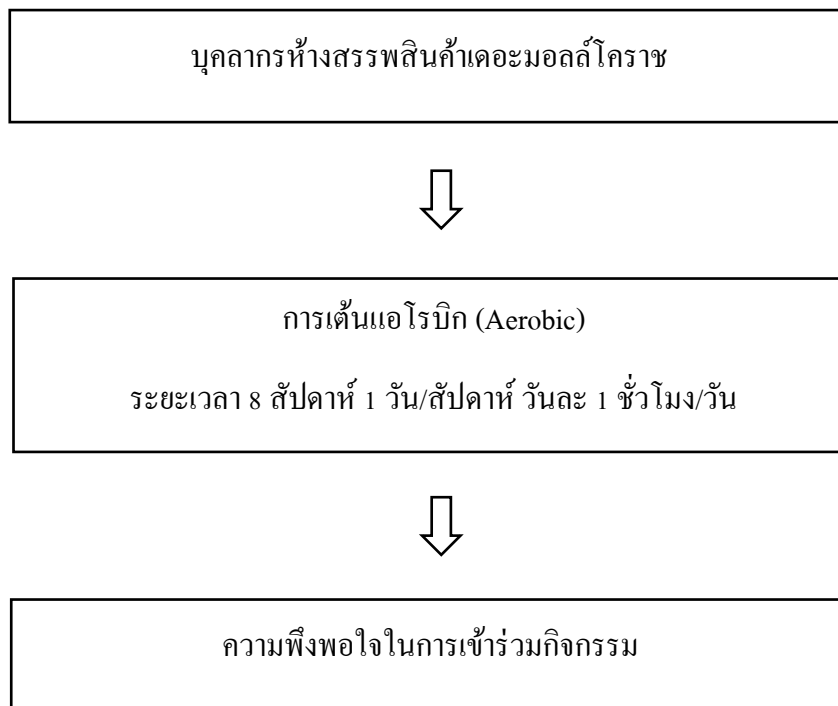 บุคลากรห้างสรรพสินค้าเดอะมอลล์โคราช
การเต้นแอโรบิก (Aerobic)
ระยะเวลา 8 สัปดาห์ 1 วัน/สัปดาห์ วันละ 1 ชั่วโมง/วัน
ความพึงพอใจในการเข้าร่วมกิจกรรม